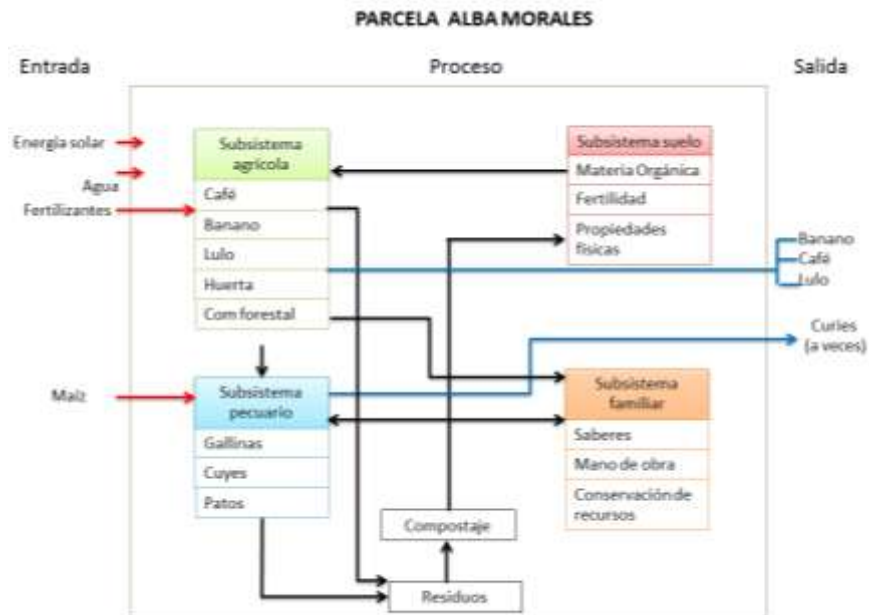 PARCELA ALBA MORALES
Entrada
Proceso
Salida
Energía solar
Agua
Fertilizantes
Maíz
Subsistema
agrícola
Café
Banano
Lulo
Huerta
Com forestal
Subsistema suelo
Materia Orgánica
Fertilidad
Propiedades
físicas
Banano
Café
Lulo
Curíes
(a veces)
Subsistema
pecuario
Gallinas
Cuyes
Patos
Subsistema
familiar
Saberes
Mano de obra
Conservación de
recursos
Compostaje
Residuos